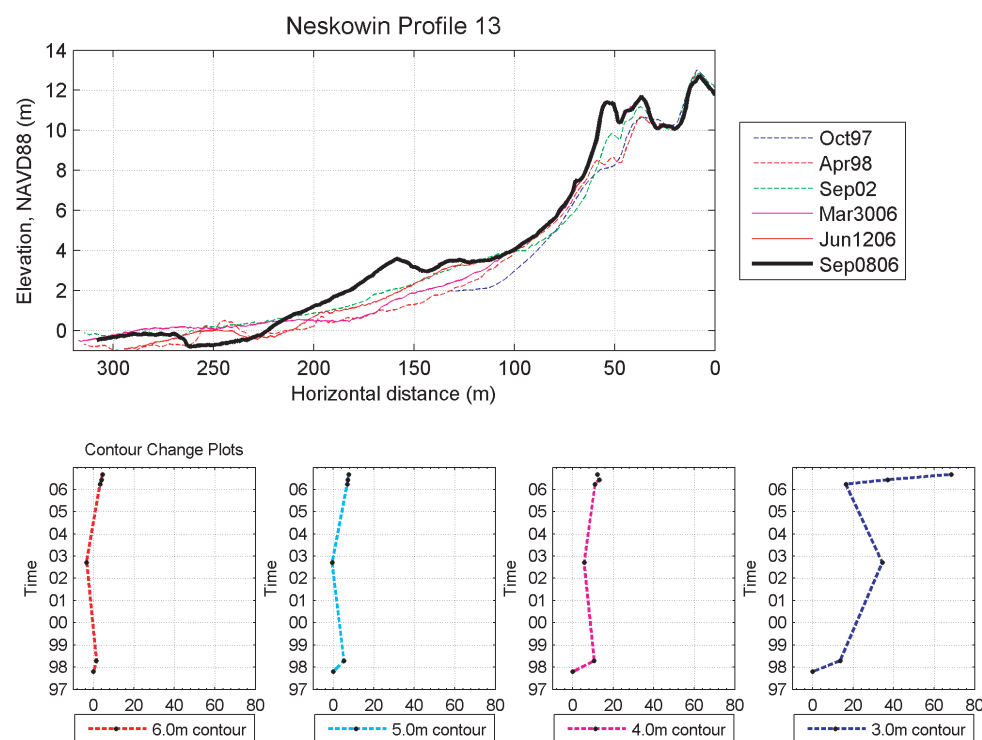 Neskowin Profile 13
Elevation, NAVD88 (m)
14
12
10
8
6
4
2
0
300 250 200 150 100 50 0
Horizontal distance (m)
Oct97
Apr98
Sep02
Mar3006
Jun1206
Sep0806
Contour Change Plots
Time
06
05
04
03
02
01
00
99
98
97
0 20 40 60 80
6.0m contour
Time
06
05
04
03
02
01
00
99
98
97
0 20 40 60 80
5.0m contour
Time
06
05
04
03
02
01
00
99
98
97
0 20 40 60 80
4.0m contour
Time
06
05
04
03
02
01
00
99
98
97
0 20 40 60 80
3.0m contour